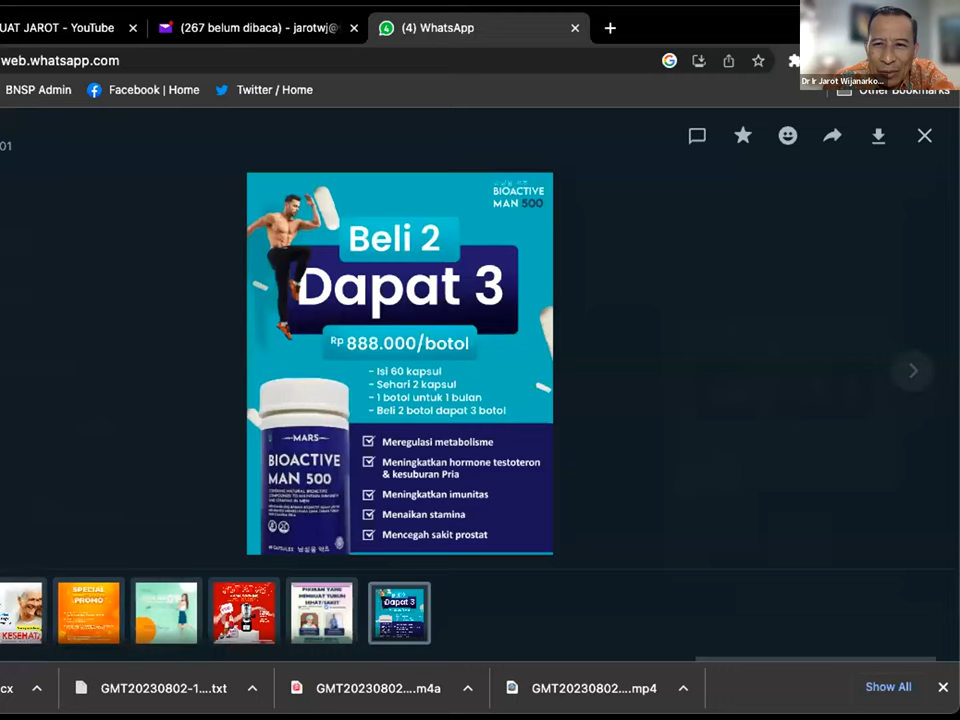 UAT JAROT - YouTube
(267 belum dibaca) - jarotwj@
(4) WhatsApp
web.whatsapp.com
Dr Ir Jarot Wijanarko...
BNSP Admin
Facebook | Home
Twitter / Home
Other Bookmarks
01
BIOACTIVE
MAN 500
Beli 2
Dapat 3
Rp 888.000/botol
- Isi 60 kapsul
- Sehari 2 kapsul
- 1 botol untuk 1 bulan
- Beli 2 botol dapat 3 botol
MARS
BIOACTIVE
MAN 500
Meregulasi metabolisme
Meningkatkan hormone testoteron
& kesuburan Pria
Meningkatkan imunitas
Menaikan stamina
Mencegah sakit prostat
KESEHAT
SPECIAL
PROMO
Dapat 3
cx
GMT20230802-1....txt
GMT20230802....m4a
GMT20230802....mp4
Show All